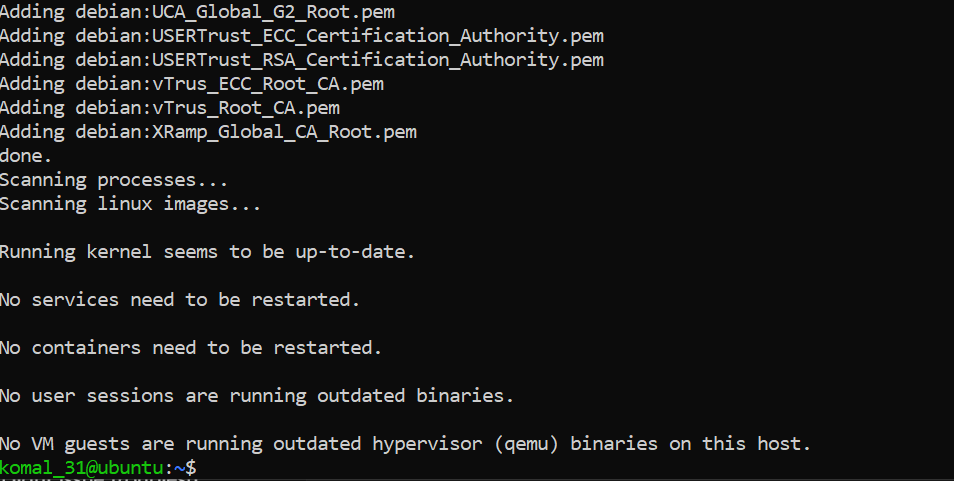 Adding debian:UCA_Global_G2_Root.pem
Adding debian:USERTrust_ECC_Certification_Authority.pem
Adding debian:USERTrust_RSA_Certification_Authority.pem
Adding debian:vTrus_ECC_Root_CA.pem
Adding debian:vTrus_Root_CA.pem
Adding debian:XRamp_Global_CA_Root.pem
done.
Scanning processes...
Scanning linux images...
Running kernel seems to be up-to-date.
No services need to be restarted.
No containers need to be restarted.
No user sessions are running outdated binaries.
No VM guests are running outdated hypervisor (qemu) binaries on this host.
komal_31@ubuntu:~$